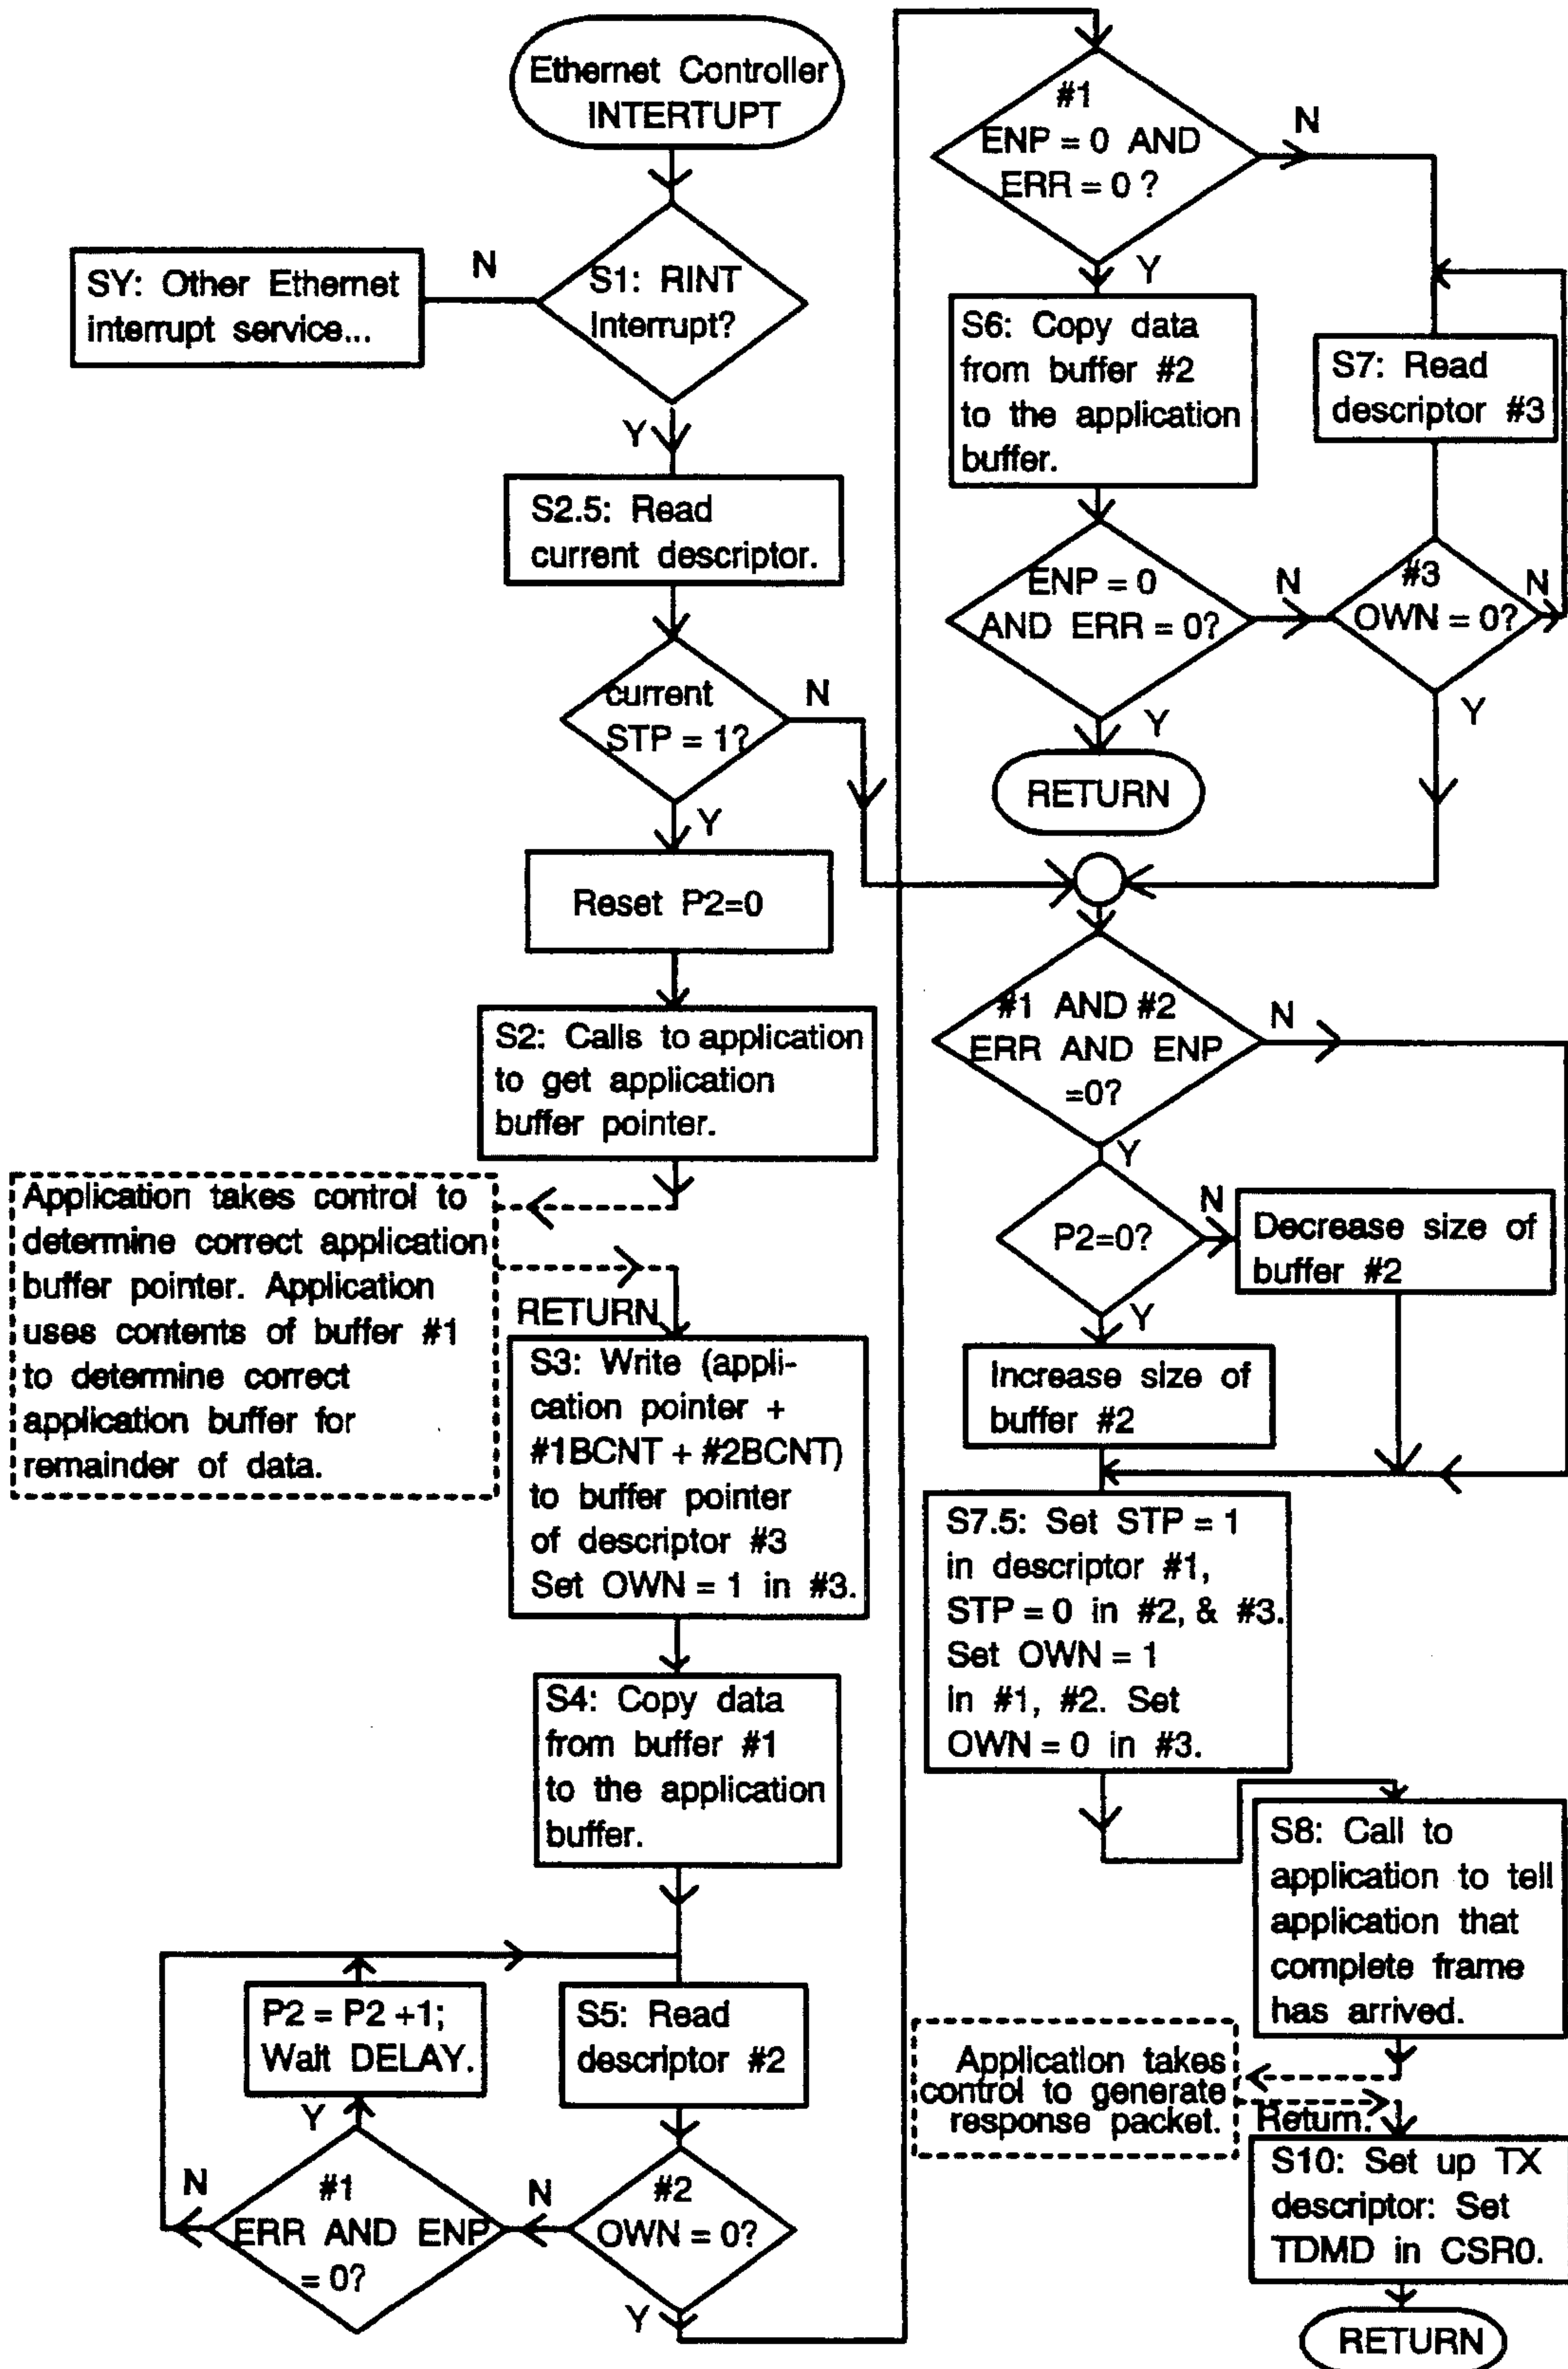 Ethernet Controller
INTERTUPT
S1: RINT
Interrupt?
N
SY: Other Ethernet
interrupt service...
Y
S2.5: Read
current descriptor.
current
STP = 1?
N
Y
Reset P2=0
S2: Calls to application
to get application
buffer pointer.
Application takes control to
determine correct application
buffer pointer. Application
uses contents of buffer #1
to determine correct
application buffer for
remainder of data.
RETURN
S3: Write (appli-
cation pointer +
#1BCNT + #2BCNT)
to buffer pointer
of descriptor #3
Set OWN = 1 in #3.
S4: Copy data
from buffer #1
to the application
buffer.
P2 = P2 +1;
Wait DELAY.
S5: Read
descriptor #2
Y
N
#1
ERR AND ENP
= 0?
N
#2
OWN = 0?
Y
#1
ENP = 0 AND
ERR = 0 ?
N
Y
S6: Copy data
from buffer #2
to the application
buffer.
S7: Read
descriptor #3
ENP = 0
AND ERR = 0?
N
#3
OWN = 0?
N
Y
Y
RETURN
#1 AND #2
ERR AND ENP
=0?
N
Y
P2=0?
N
Decrease size of
buffer #2
Y
Increase size of
buffer #2
S7.5: Set STP = 1
in descriptor #1,
STP = 0 in #2, & #3.
Set OWN = 1
in #1, #2. Set
OWN = 0 in #3.
S8: Call to
application to tell
application that
complete frame
has arrived.
Application takes
control to generate
response packet.
Return.
S10: Set up TX
descriptor: Set
TDMD in CSR0.
RETURN